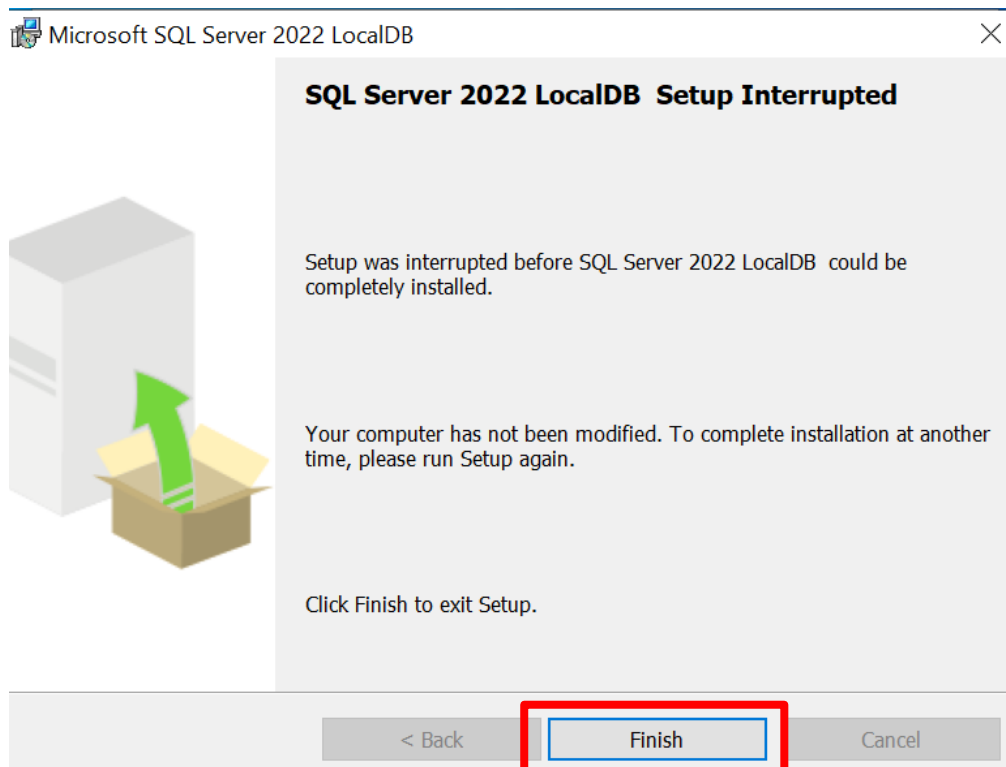 Microsoft SQL Server 2022 LocalDB
SQL Server 2022 LocalDB  Setup Interrupted
Setup was interrupted before SQL Server 2022 LocalDB  could be
completely installed.
Your computer has not been modified. To complete installation at another
time, please run Setup again.
Click Finish to exit Setup.
< Back
Finish
Cancel